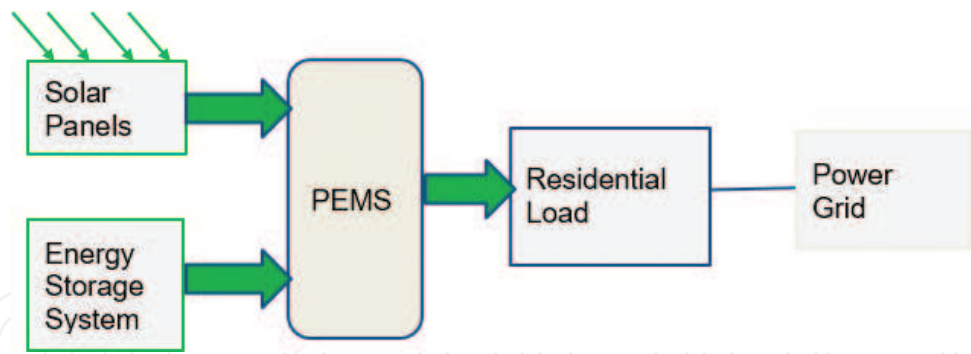 Solar
Panels
Energy
Storage
System
PEMS
Residential
Load
Power
Grid